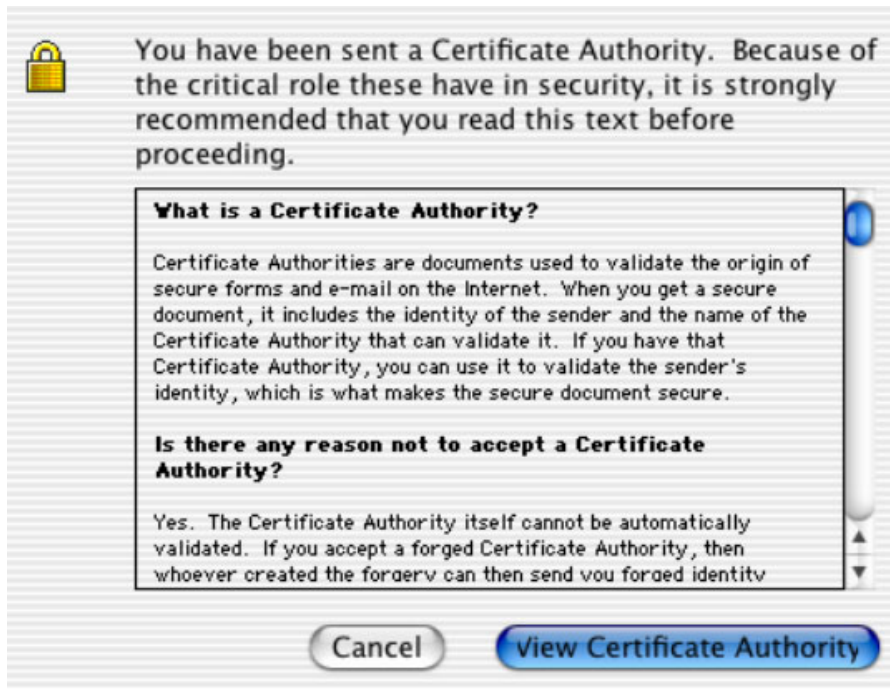 You have been sent a Certificate Authority.  Because of
the critical role these have in security, it is strongly
recommended that you read this text before
proceeding.
What is a Certificate Authority?
Certificate Authorities are documents used to validate the origin of
secure forms and e-mail on the Internet.  When you get a secure
document, it includes the identity of the sender and the name of the
Certificate Authority that can validate it.  If you have that
Certificate Authority, you can use it to validate the sender's
identity, which is what makes the secure document secure.
Is there any reason not to accept a Certificate
Authority?
Yes.  The Certificate Authority itself cannot be automatically
validated.  If you accept a forged Certificate Authority, then
whoever created the forgery can then send you forged identity
Cancel
View Certificate Authority